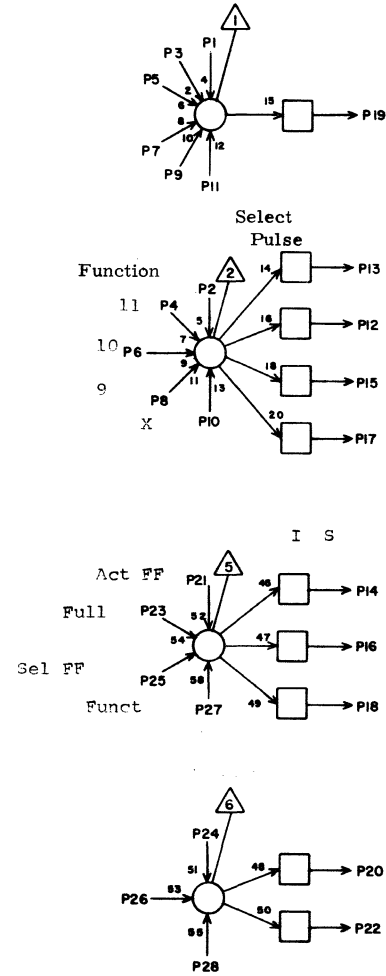 1
P1
P3
P5
4
2
6
8
10
12
15
P19
P7
P9
P11
Select
Pulse
Function
2
14
P13
11
P4
P2
5
16
P12
10
P6
7
9
18
P15
9
P8
11
13
20
P17
X
P10
I S
5
Act FF
P21
46
P14
Full
P23
52
54
47
P16
Sel FF
P25
58
49
P18
Funct
P27
6
P24
51
48
P20
P26
53
50
P22
55
P28